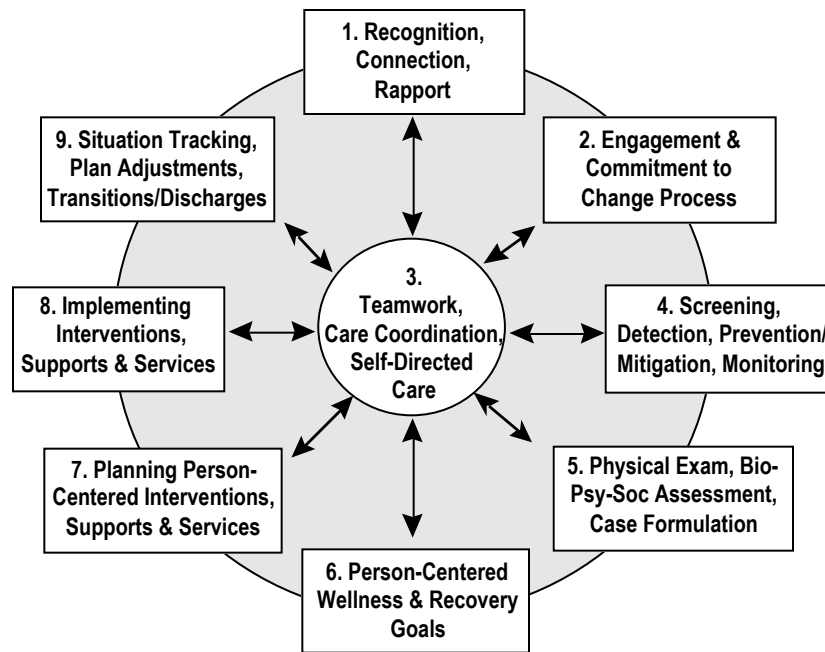 1. Recognition,
Connection,
Rapport
2. Engagement &
Commitment to
Change Process
3.
Teamwork,
Care Coordination,
Self-Directed
Care
4. Screening,
Detection, Prevention/
Mitigation, Monitoring
5. Physical Exam, Bio-
Psy-Soc Assessment,
Case Formulation
6. Person-Centered
Wellness & Recovery
Goals
7. Planning Person-
Centered Interventions,
Supports & Services
8. Implementing
Interventions,
Supports & Services
9. Situation Tracking,
Plan Adjustments,
Transitions/Discharges